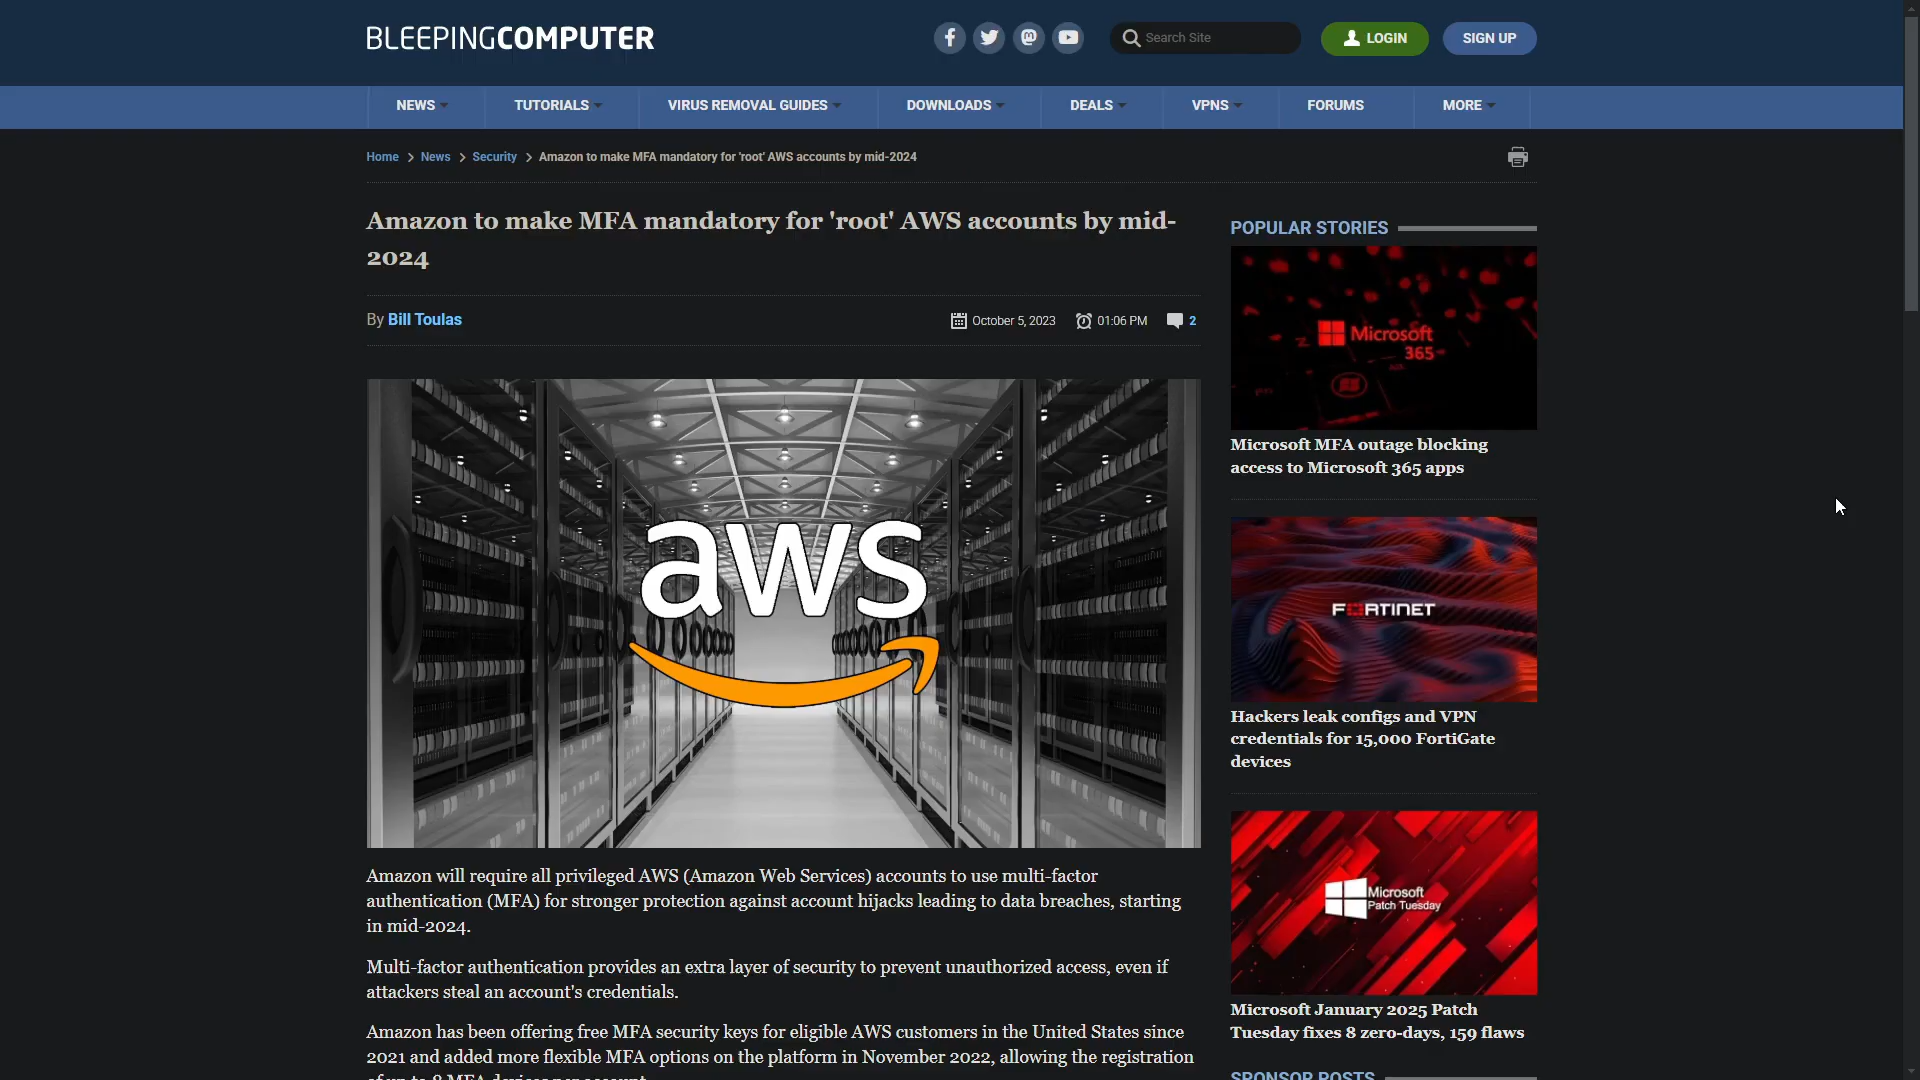 BLEEPINGCOMPUTER
Search Site
LOGIN
SIGN UP
NEWS
TUTORIALS
VIRUS REMOVAL GUIDES
DOWNLOADS
DEALS
VPNS
FORUMS
MORE
Home > News > Security > Amazon to make MFA mandatory for 'root' AWS accounts by mid-2024
Amazon to make MFA mandatory for 'root' AWS accounts by mid-
2024
By Bill Toulas
October 5, 2023
01:06 PM
2
aws
Amazon will require all privileged AWS (Amazon Web Services) accounts to use multi-factor
authentication (MFA) for stronger protection against account hijacks leading to data breaches, starting
in mid-2024.
Multi-factor authentication provides an extra layer of security to prevent unauthorized access, even if
attackers steal an account's credentials.
Amazon has been offering free MFA security keys for eligible AWS customers in the United States since
2021 and added more flexible MFA options on the platform in November 2022, allowing the registration
of up to 8 MFA devices per account.
POPULAR STORIES
Microsoft
365
Microsoft MFA outage blocking
access to Microsoft 365 apps
FORTINET
Hackers leak configs and VPN
credentials for 15,000 FortiGate
devices
Microsoft
Patch Tuesday
Microsoft January 2025 Patch
Tuesday fixes 8 zero-days, 159 flaws
SPONSOR POSTS